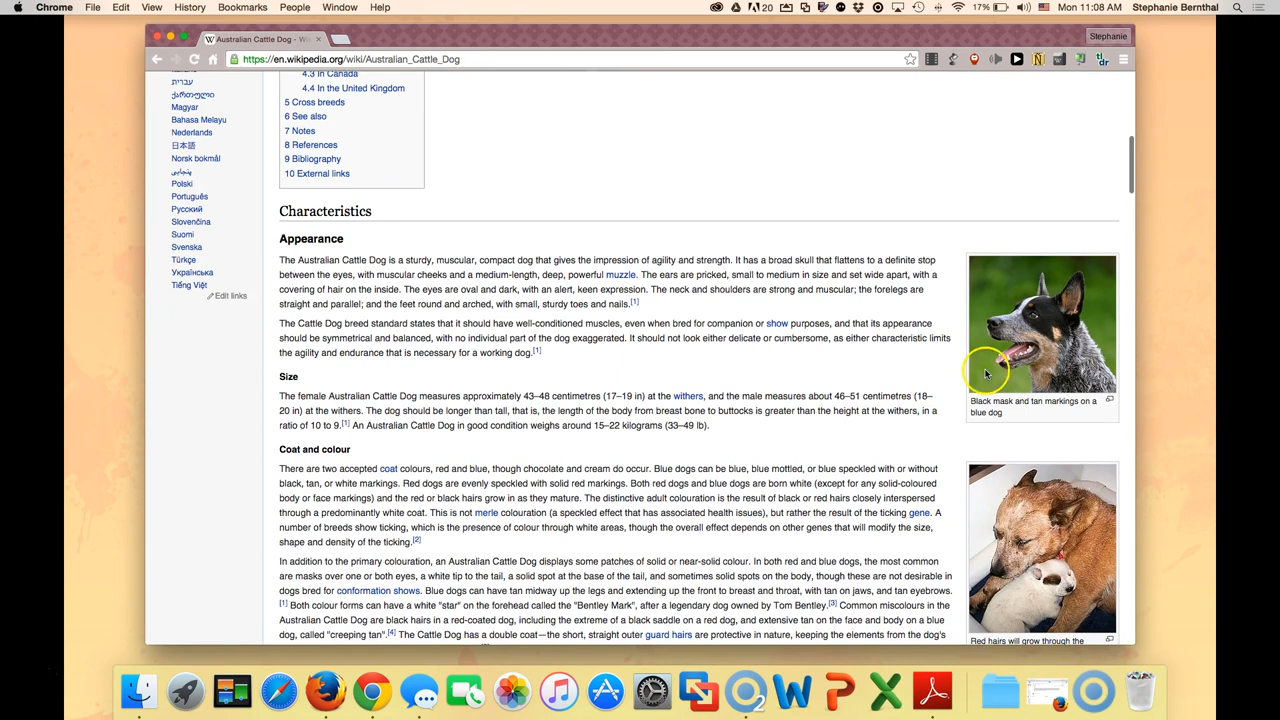 Chrome File Edit View History Bookmarks People Window Help 20 17% Mon 11:08 AM Stephanie Bernthal
Australian Cattle Dog - Wi
Stephanie
https://en.wikipedia.org/wiki/Australian_Cattle_Dog
עברית
ქართული
Magyar
Bahasa Melayu
Nederlands
日本語
Norsk bokmål
پنجابی
Polski
Português
Русский
Slovenčina
Suomi
Svenska
Türkçe
Українська
Tiếng Việt
Edit links
4.3 In Canada
4.4 In the United Kingdom
5 Cross breeds
6 See also
7 Notes
8 References
9 Bibliography
10 External links
Characteristics
Appearance
The Australian Cattle Dog is a sturdy, muscular, compact dog that gives the impression of agility and strength. It has a broad skull that flattens to a definite stop
between the eyes, with muscular cheeks and a medium-length, deep, powerful muzzle. The ears are pricked, small to medium in size and set wide apart, with a
covering of hair on the inside. The eyes are oval and dark, with an alert, keen expression. The neck and shoulders are strong and muscular; the forelegs are
straight and parallel; and the feet round and arched, with small, sturdy toes and nails.[1]
The Cattle Dog breed standard states that it should have well-conditioned muscles, even when bred for companion or show purposes, and that its appearance
should be symmetrical and balanced, with no individual part of the dog exaggerated. It should not look either delicate or cumbersome, as either characteristic limits
the agility and endurance that is necessary for a working dog.[1]
Size
The female Australian Cattle Dog measures approximately 43–48 centimetres (17–19 in) at the withers, and the male measures about 46–51 centimetres (18–
20 in) at the withers. The dog should be longer than tall, that is, the length of the body from breast bone to buttocks is greater than the height at the withers, in a
ratio of 10 to 9.[1] An Australian Cattle Dog in good condition weighs around 15–22 kilograms (33–49 lb).
Coat and colour
There are two accepted coat colours, red and blue, though chocolate and cream do occur. Blue dogs can be blue, blue mottled, or blue speckled with or without
black, tan, or white markings. Red dogs are evenly speckled with solid red markings. Both red dogs and blue dogs are born white (except for any solid-coloured
body or face markings) and the red or black hairs grow in as they mature. The distinctive adult colouration is the result of black or red hairs closely interspersed
through a predominantly white coat. This is not merle colouration (a speckled effect that has associated health issues), but rather the result of the ticking gene. A
number of breeds show ticking, which is the presence of colour through white areas, though the overall effect depends on other genes that will modify the size,
shape and density of the ticking.[2]
In addition to the primary colouration, an Australian Cattle Dog displays some patches of solid or near-solid colour. In both red and blue dogs, the most common
are masks over one or both eyes, a white tip to the tail, a solid spot at the base of the tail, and sometimes solid spots on the body, though these are not desirable in
dogs bred for conformation shows. Blue dogs can have tan midway up the legs and extending up the front to breast and throat, with tan on jaws, and tan eyebrows.
[1] Both colour forms can have a white "star" on the forehead called the "Bentley Mark", after a legendary dog owned by Tom Bentley.[3] Common miscolours in the
Australian Cattle Dog are black hairs in a red-coated dog, including the extreme of a black saddle on a red dog, and extensive tan on the face and body on a blue
dog, called "creeping tan".[4] The Cattle Dog has a double coat—the short, straight outer guard hairs are protective in nature, keeping the elements from the dog's
Black mask and tan markings on a
blue dog
Red hairs will grow through the